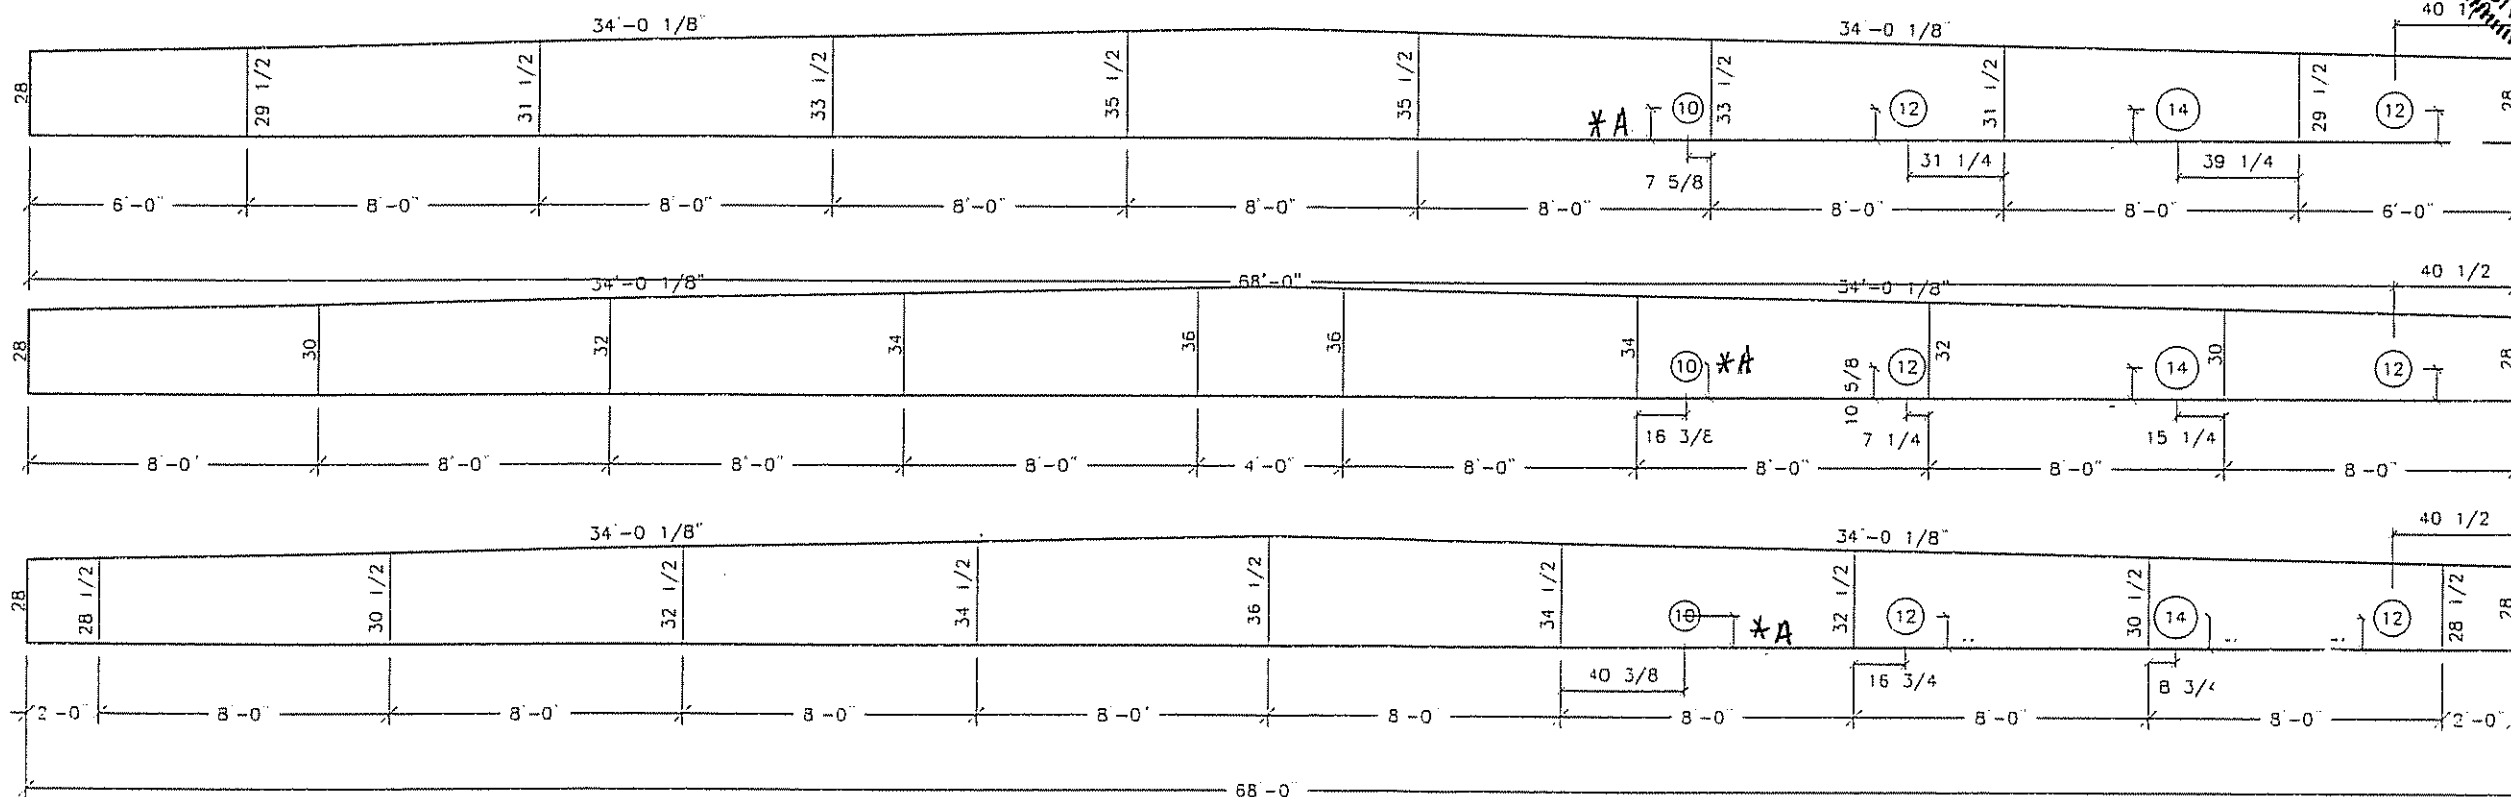 34'-0 1/8" 34'-0 1/8" 40
28 29 1/2 31 1/2 33 1/2 35 1/2 35 1/2 *A 10 33 1/2 12 31 1/2 14 29 1/2 12 28
7 5/8 31 1/4 39 1/4
6'-0" 8'-0" 8'-0" 8'-0" 8'-0" 8'-0" 8'-0" 8'-0" 6'-0"
34'-0 1/8" 68'-0" 34'-0 1/8" 40 1/2
28 30 32 34 36 36 34 10 *A 10 5/8 12 32 14 30 12 28
16 3/8 7 1/4 15 1/4
8'-0' 8'-0" 8'-0" 8'-0" 4'-0" 8'-0" 8'-0" 8'-0" 8-0"
34'-0 1/8" 34'-0 1/8" 40 1/2
28 28 1/2 30 1/2 32 1/2 34 1/2 36 1/2 34 1/2 10 *A 32 1/2 12 30 1/2 14 12 28 1/2 28
40 3/8 16 3/4 8 3/4
2-0" 8-0" 8-0' 8-0" 8-0' 8-0 8-0" 8-0" 8-0" 2'-0"
68'-0"